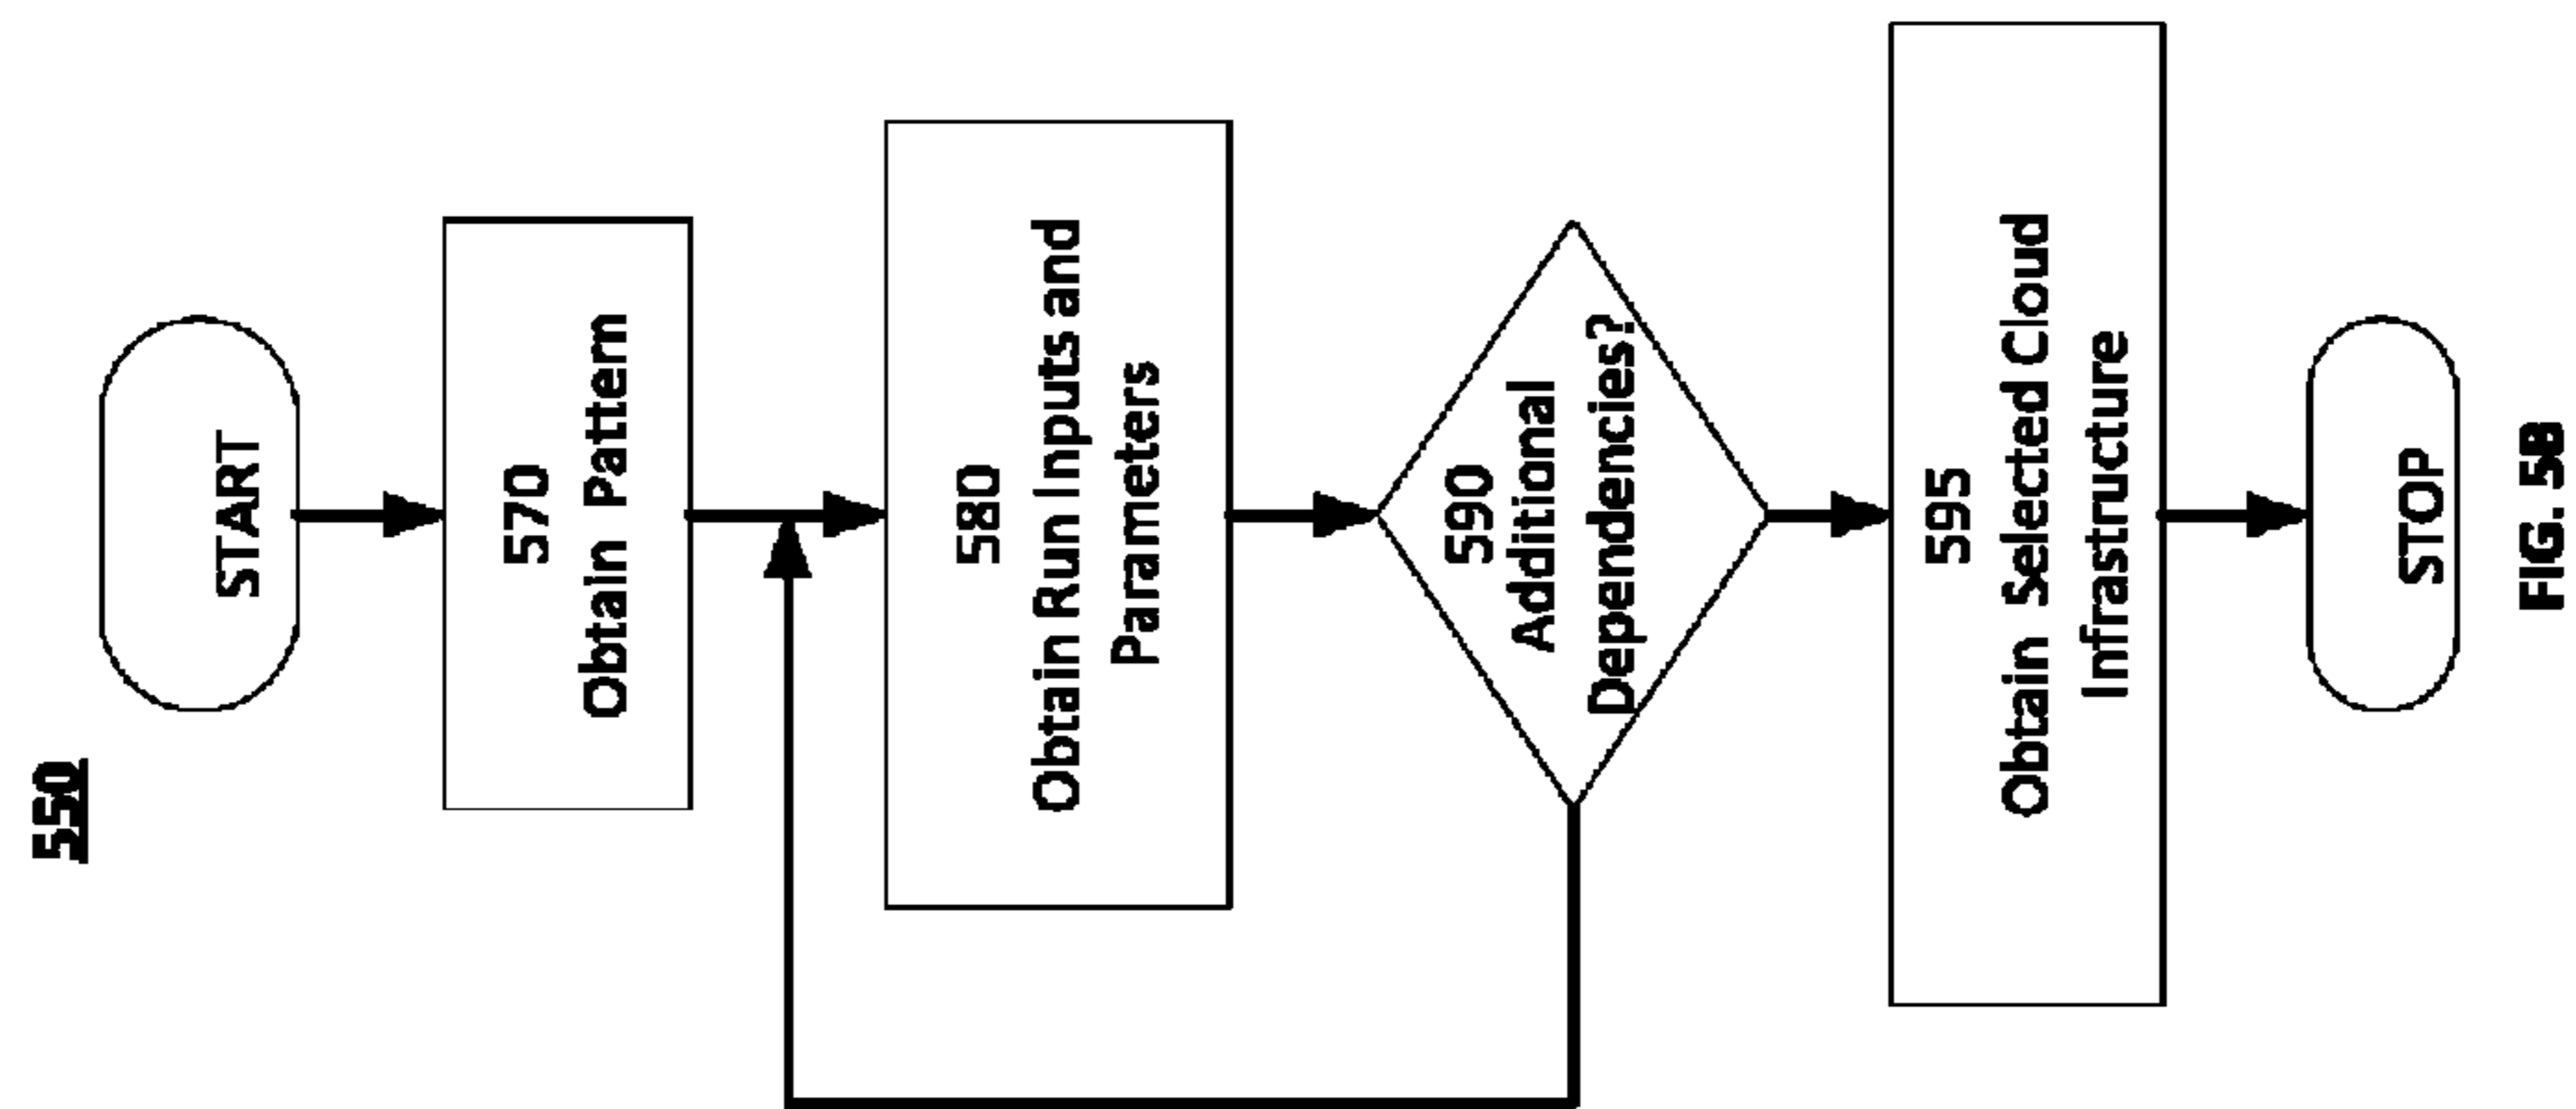 550
START
570
Obtain Pattern
580
Obtain Run Inputs and
Parameters
590
Additional
Dependencies?
595
Obtain Selected Cloud
Infrastructure
STOP
FIG. 5B